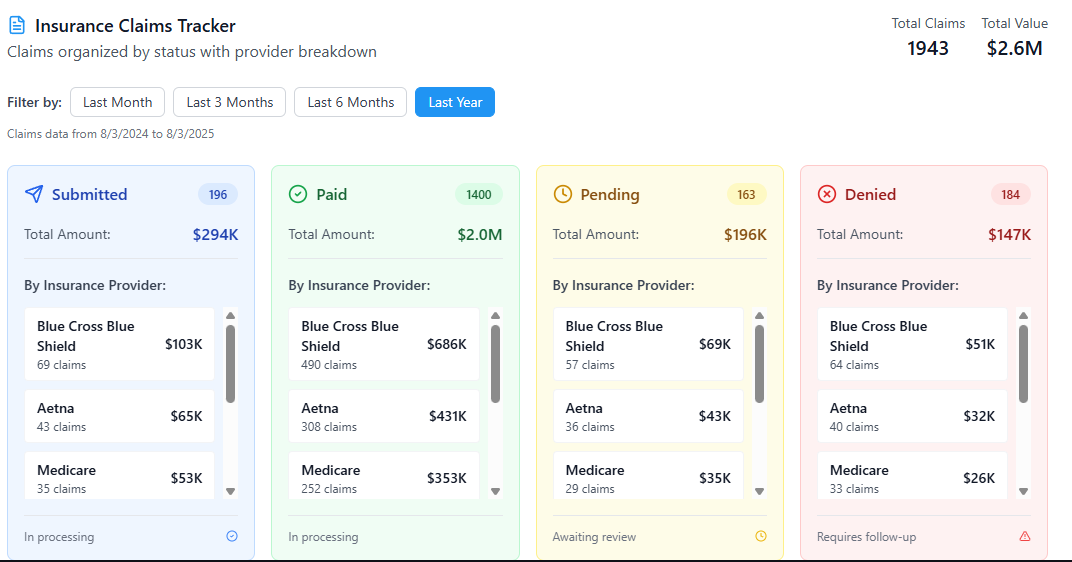 Insurance Claims Tracker
Claims organized by status with provider breakdown
Total Claims
1943
Total Value
$2.6M
Filter by: Last Month Last 3 Months Last 6 Months Last Year
Claims data from 8/3/2024 to 8/3/2025
Submitted 196
Total Amount: $294K
By Insurance Provider:
Blue Cross Blue
Shield $103K
69 claims
Aetna $65K
43 claims
Medicare $53K
35 claims
In processing
Paid 1400
Total Amount: $2.0M
By Insurance Provider:
Blue Cross Blue
Shield $686K
490 claims
Aetna $431K
308 claims
Medicare $353K
252 claims
In processing
Pending 163
Total Amount: $196K
By Insurance Provider:
Blue Cross Blue
Shield $69K
57 claims
Aetna $43K
36 claims
Medicare $35K
29 claims
Awaiting review
Denied 184
Total Amount: $147K
By Insurance Provider:
Blue Cross Blue
Shield $51K
64 claims
Aetna $32K
40 claims
Medicare $26K
33 claims
Requires follow-up